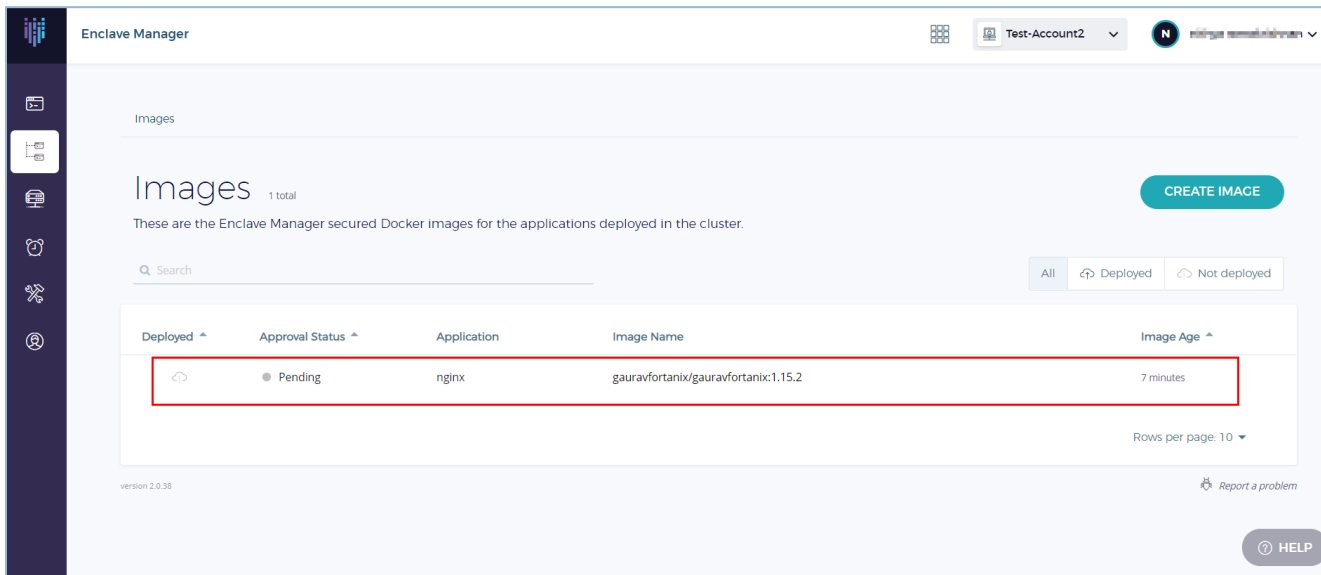 Enclave Manager
Test-Account2
N
Images
Images 1 total
CREATE IMAGE
These are the Enclave Manager secured Docker images for the applications deployed in the cluster.
Search
All Deployed Not deployed
Deployed Approval Status Application Image Name Image Age
Pending nginx gauravfortanix/gauravfortanix:1.15.2 7 minutes
Rows per page: 10
version 2.0.38
Report a problem
HELP